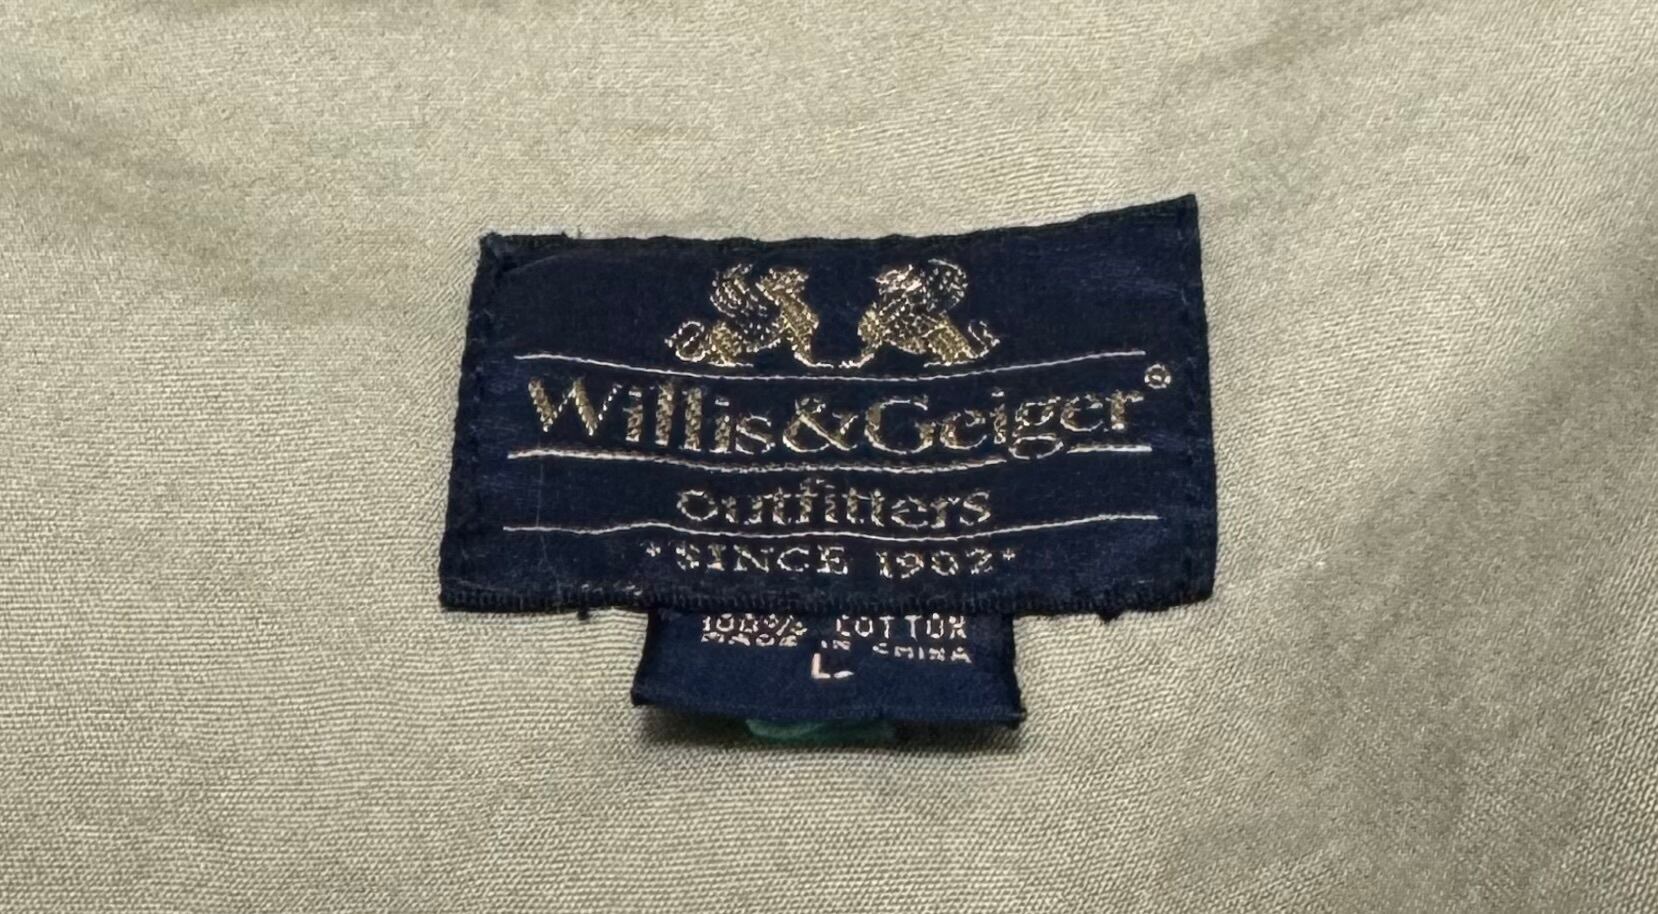 Willis&Geiger®
outfitters
*SINCE 1902*
100% COTTON
MADE IN CHINA
L